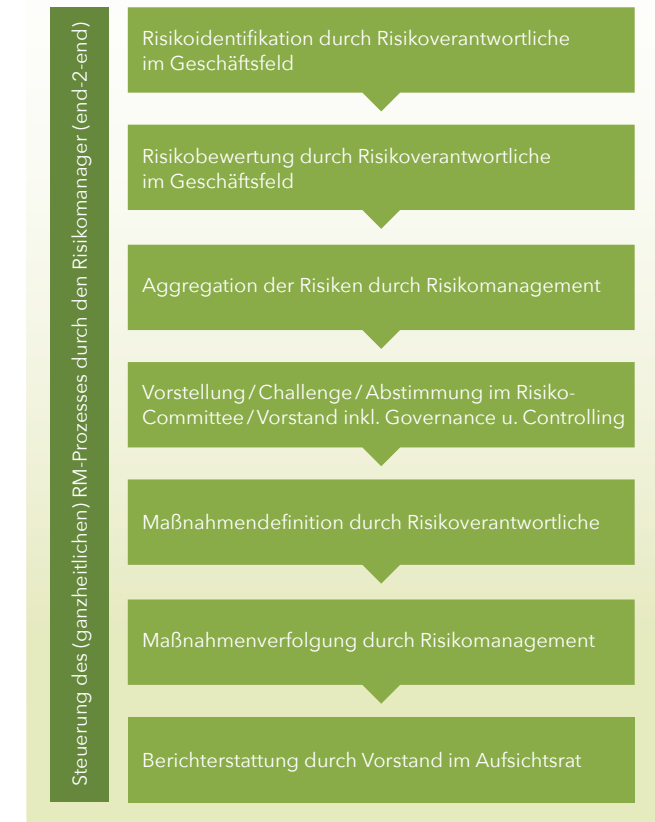 Steuerung des (ganzheitlichen) RM-Prozesses durch den Risikomanager (end-2-end)
Risikoidentifikation durch Risikoverantwortliche
im Geschäftsfeld
Risikobewertung durch Risikoverantwortliche
im Geschäftsfeld
Aggregation der Risiken durch Risikomanagement
Vorstellung / Challenge / Abstimmung im Risiko-
Committee / Vorstand inkl. Governance u. Controlling
Maßnahmendefinition durch Risikoverantwortliche
Maßnahmenverfolgung durch Risikomanagement
Berichterstattung durch Vorstand im Aufsichtsrat